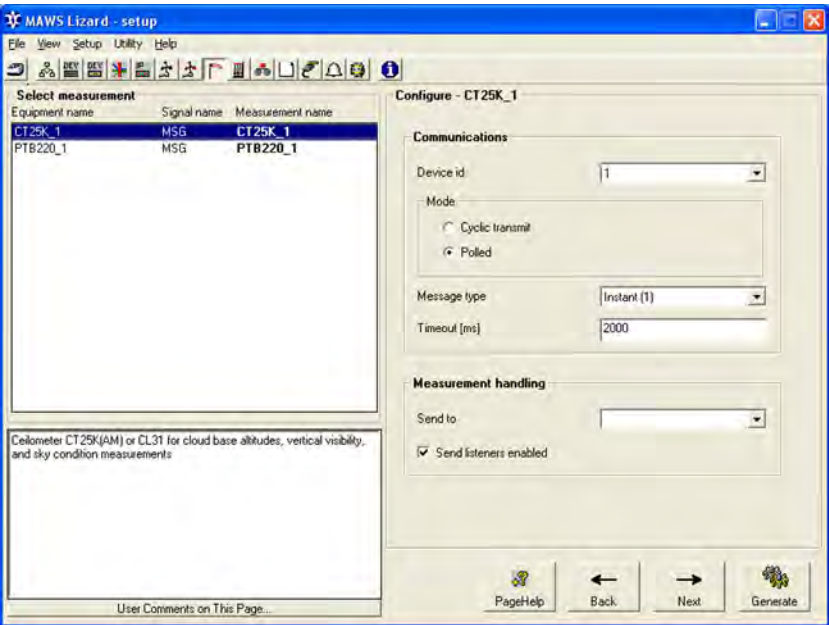 MAWS Lizard - setup
File View Setup Utility Help
Select measurement
Equipment name Signal name Measurement name
CT25K_1 MSG CT25K_1
PTB220_1 MSG PTB220_1
Ceilometer CT25K(AM) or CL31 for cloud base altitudes, vertical visibility,
and sky condition measurements
User Comments on This Page...
Configure - CT25K_1
Communications
Device id 1
Mode
Cyclic transmit
Polled
Message type Instant (1)
Timeout [ms] 2000
Measurement handling
Send to
Send listeners enabled
PageHelp Back Next Generate